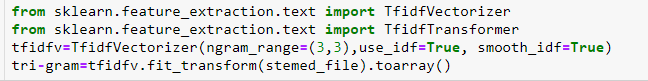 from sklearn.feature_extraction.text import TfidfVectorizer
from sklearn.feature_extraction.text import TfidfTransformer
tfidfv=TfidfVectorizer(ngram_range=(3,3),use_idf=True, smooth_idf=True)
tri-gram=tfidfv.fit_transform(stemed_file).toarray()